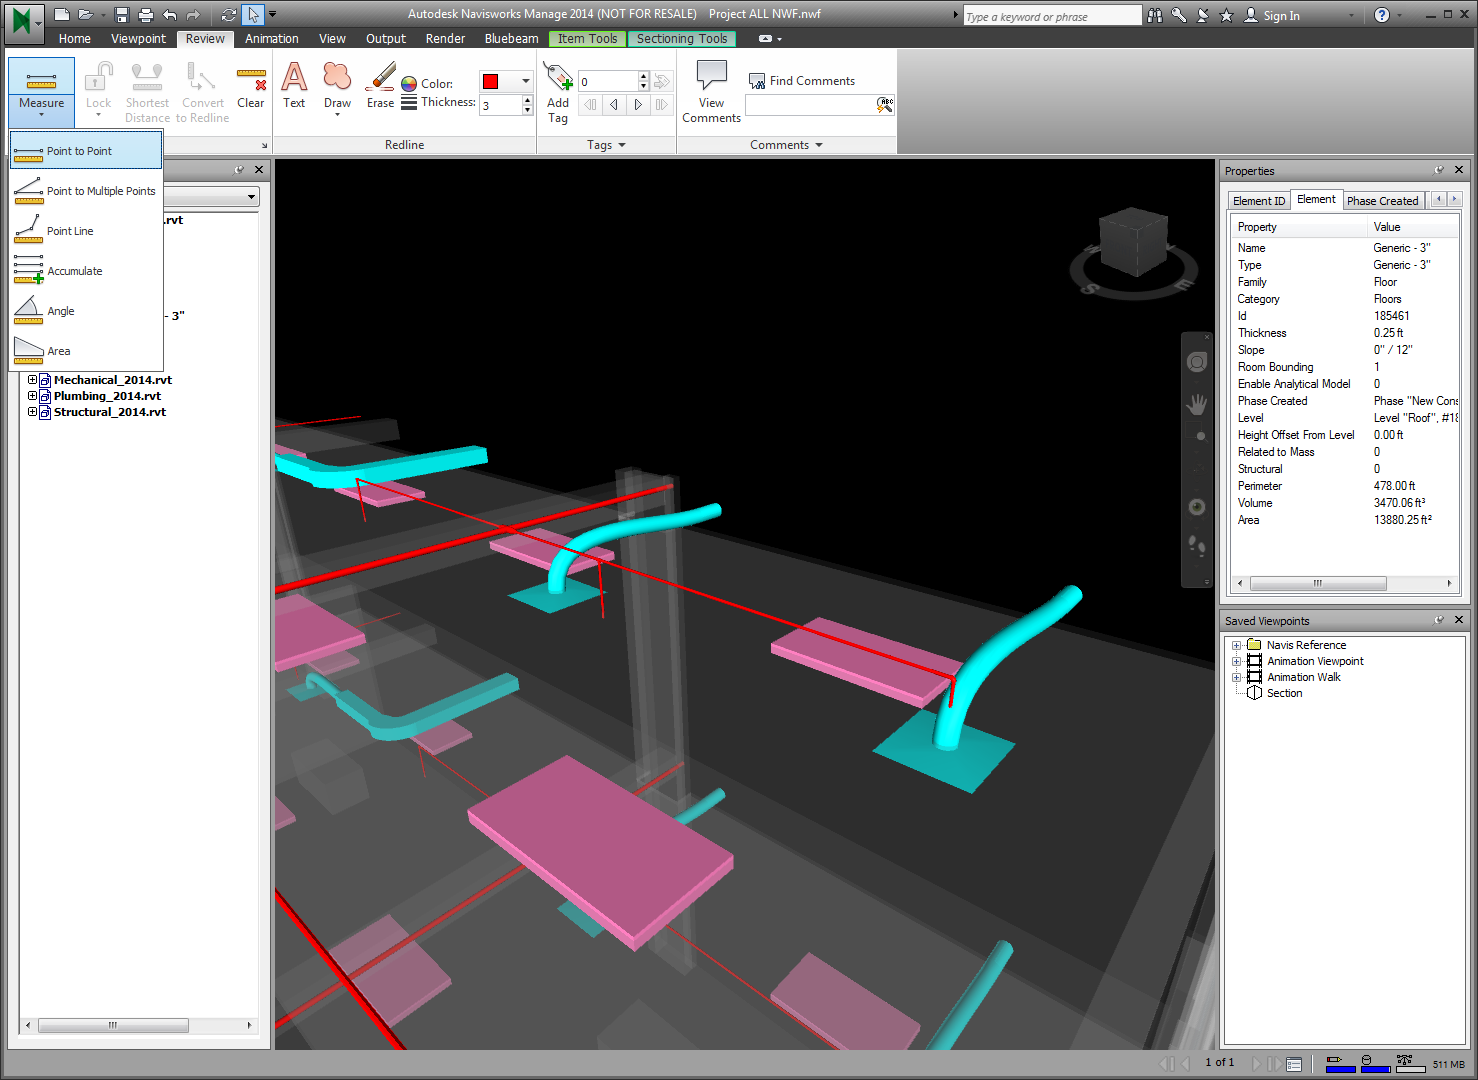 Autodesk Navisworks Manage 2014 (NOT FOR RESALE) Project ALL NWF.nwf
Type a keyword or phrase
Sign In
Home Viewpoint Review Animation View Output Render Bluebeam Item Tools Sectioning Tools
Measure
Lock
Shortest Distance
Convert to Redline
Clear
Text
Draw
Erase
Color:
Thickness: 3
Redline
Add Tag
0
Tags
View Comments
Find Comments
ABC
Comments
Point to Point
Point to Multiple Points
Point Line
Accumulate
Angle
Area
.rvt
- 3"
Mechanical_2014.rvt
Plumbing_2014.rvt
Structural_2014.rvt
S
E
Properties
Element ID Element Phase Created
Property Value
Name Generic - 3"
Type Generic - 3"
Family Floor
Category Floors
Id 185461
Thickness 0.25 ft
Slope 0" / 12"
Room Bounding 1
Enable Analytical Model 0
Phase Created Phase "New Cons
Level Level "Roof", #18
Height Offset From Level 0.00 ft
Related to Mass 0
Structural 0
Perimeter 478.00 ft
Volume 3470.06 ft³
Area 13880.25 ft²
Saved Viewpoints
Navis Reference
Animation Viewpoint
Animation Walk
Section
1 of 1
511 MB